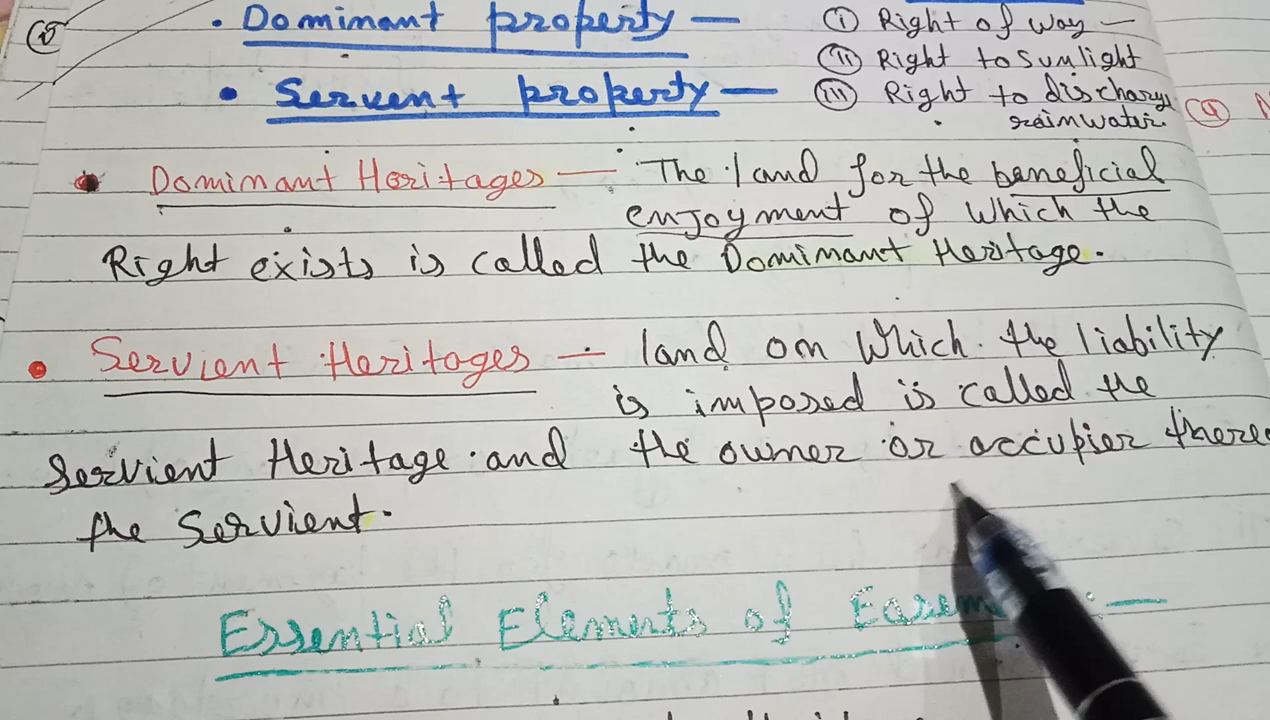 • Dominant property — (i) Right of way —
(ii) Right to sunlight
• Servent property — (iii) Right to discharge
rainwater.
• Dominant Heritages — The land for the beneficial
enjoyment of which the
Right exists is called the Dominant Heritage.
• Servient Heritages — land on which the liability
is imposed is called the
Servient Heritage and the owner or occupier there
the Servient.
Essential Elements of